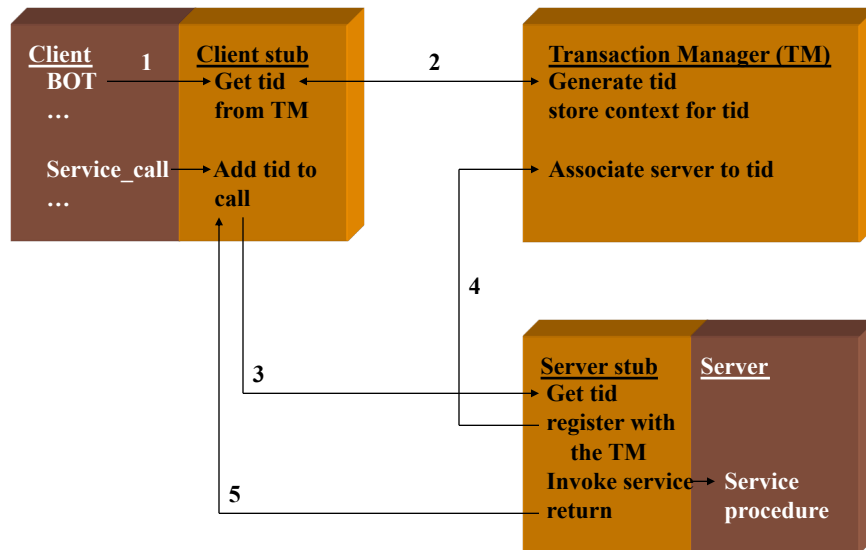 Client
BOT
…
Service_call
…
1
Client stub
Get tid
from TM
Add tid to
call
2
Transaction Manager (TM)
Generate tid
store context for tid
Associate server to tid
4
3
5
Server stub
Get tid
register with
the TM
Invoke service
return
Server
Service
procedure